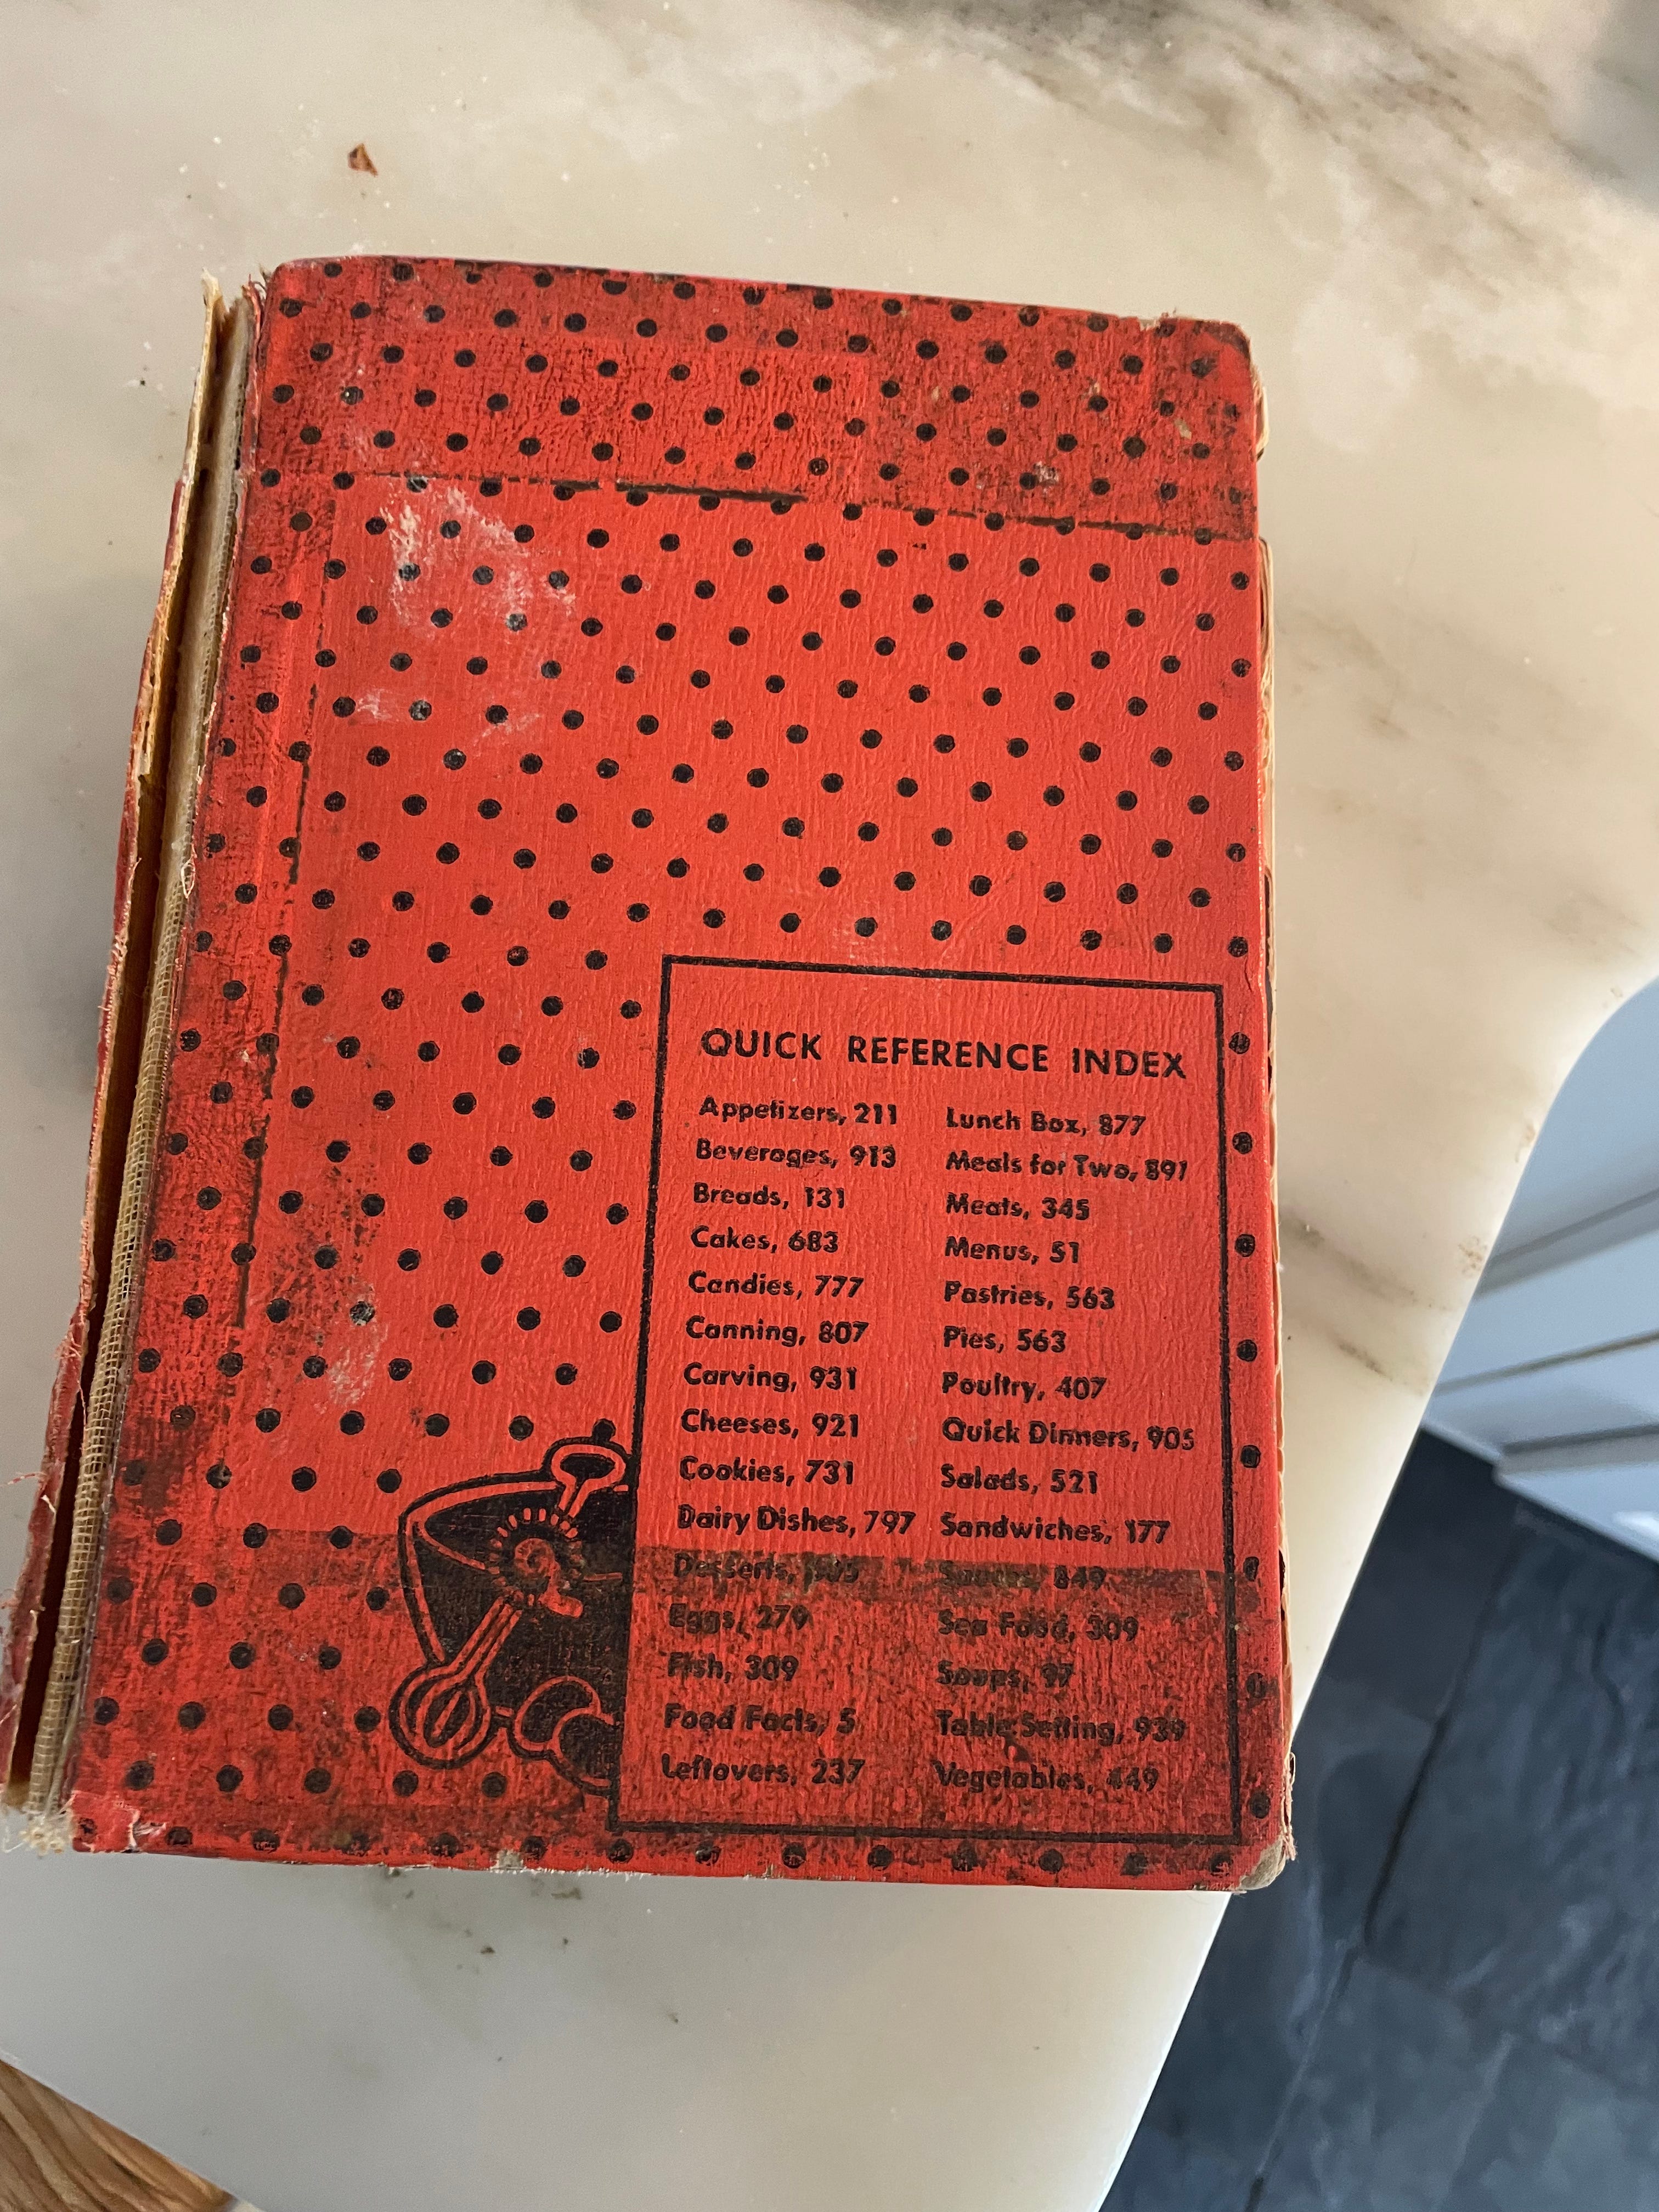 QUICK REFERENCE INDEX
Appetizers, 211
Beverages, 913
Breads, 131
Cakes, 683
Candies, 777
Canning, 807
Carving, 931
Cheeses, 921
Cookies, 731
Dairy Dishes, 797
Desserts,
Eggs, 279
Fish, 309
Food Facts, 5
Leftovers, 237
Lunch Box, 877
Meals for Two, 891
Meats, 345
Menus, 51
Pastries, 563
Pies, 563
Poultry, 407
Quick Dinners, 905
Salads, 521
Sandwiches, 177
Sauces, 849
Sea Food, 309
Soups, 97
Table Setting, 939
Vegetables, 449